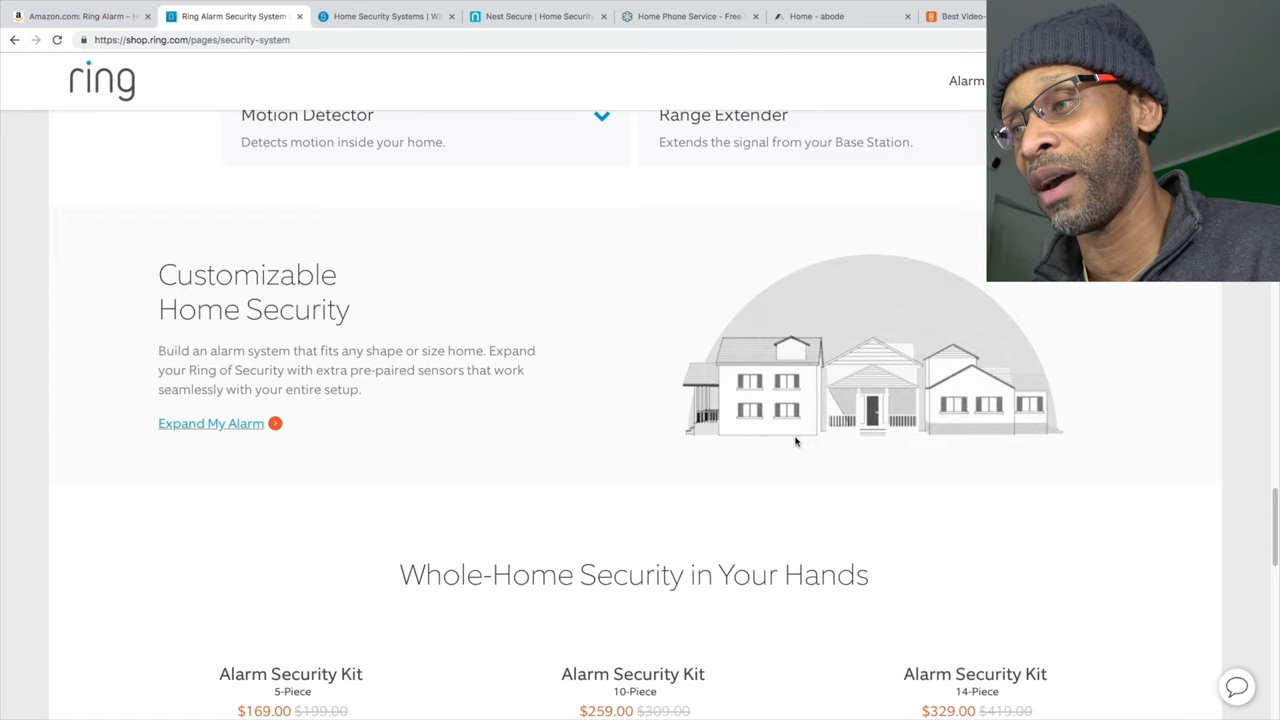 Amazon.com: Ring Alarm – H
Ring Alarm Security System
Home Security Systems | Wi
Nest Secure | Home Security
Home Phone Service - Free
Home - abode
Best Video-
https://shop.ring.com/pages/security-system
ring
Alarm
Motion Detector
Detects motion inside your home.
Range Extender
Extends the signal from your Base Station.
Customizable
Home Security
Build an alarm system that fits any shape or size home. Expand
your Ring of Security with extra pre-paired sensors that work
seamlessly with your entire setup.
Expand My Alarm
Whole-Home Security in Your Hands
Alarm Security Kit
5-Piece
$169.00 $199.00
Alarm Security Kit
10-Piece
$259.00 $309.00
Alarm Security Kit
14-Piece
$329.00 $419.00